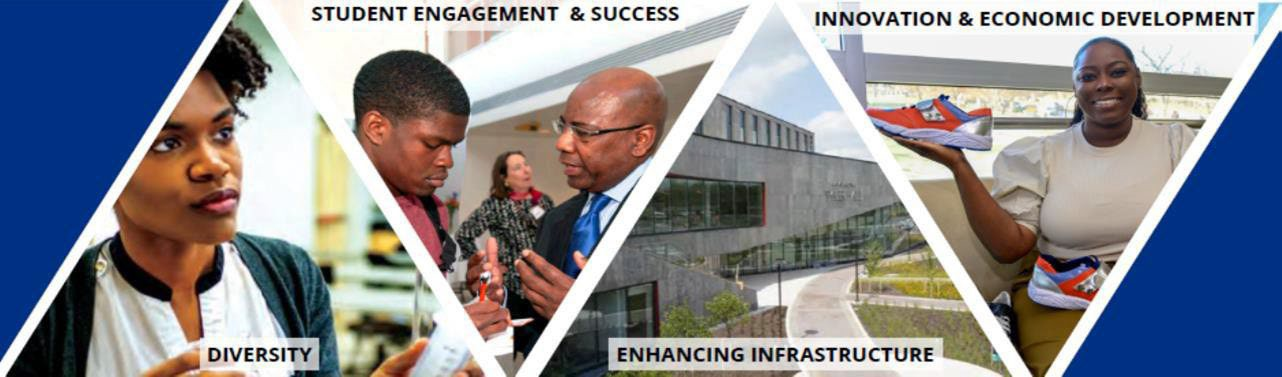 STUDENT ENGAGEMENT & SUCCESS
INNOVATION & ECONOMIC DEVELOPMENT
DIVERSITY
ENHANCING INFRASTRUCTURE